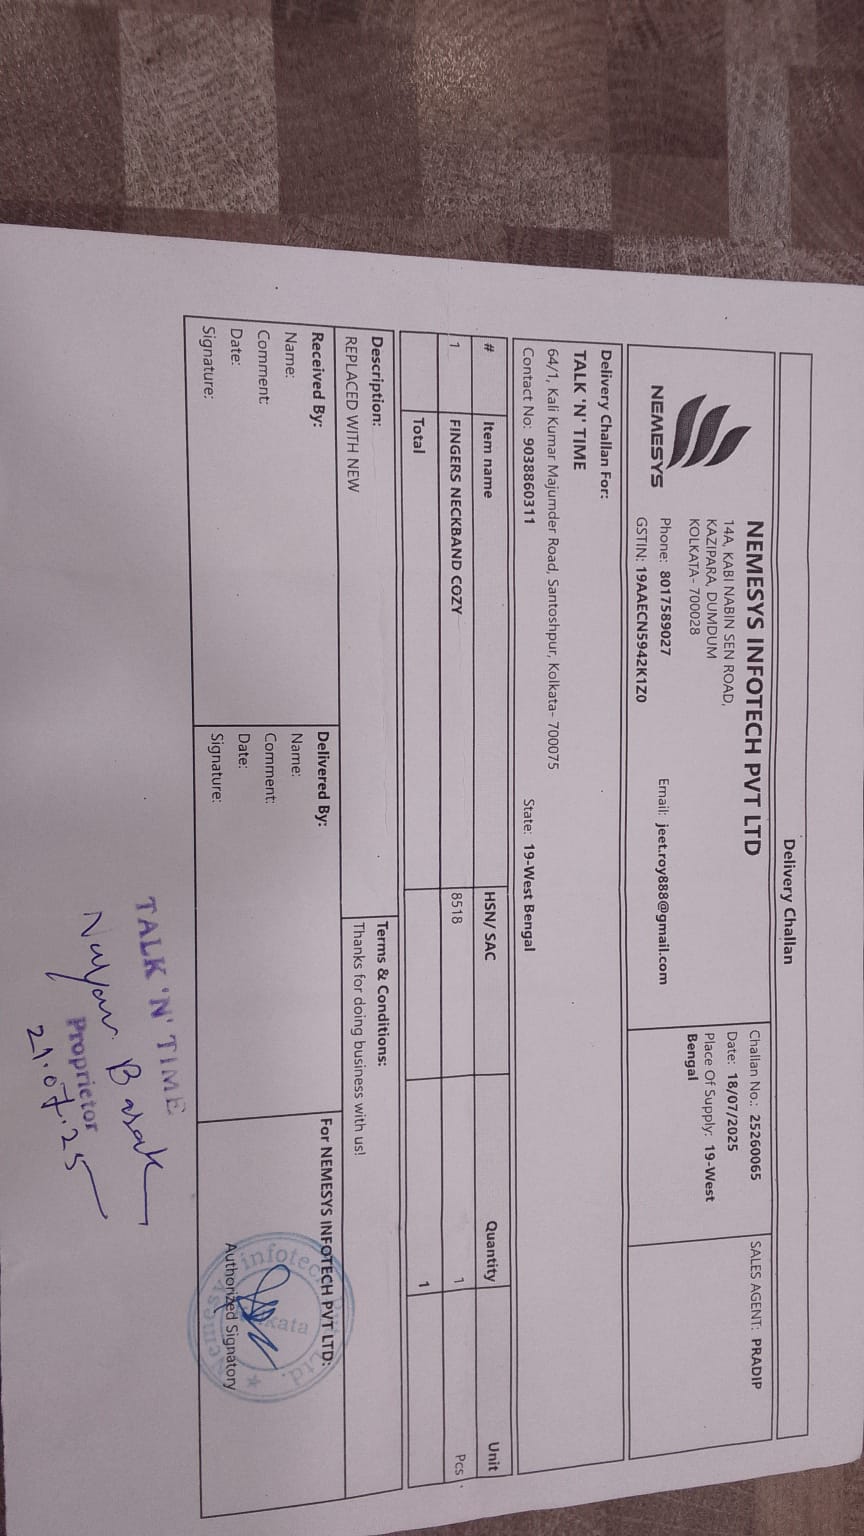 Delivery Challan
NEMESYS
NEMESYS INFOTECH PVT LTD
14A, KABI NABIN SEN ROAD,
KAZIPARA, DUMDUM
KOLKATA- 700028
Phone: 8017589027 Email: jeet.roy888@gmail.com
GSTIN: 19AAECN5942K1Z0
Challan No.: 25260065
Date: 18/07/2025
Place Of Supply: 19-West
Bengal
SALES AGENT: PRADIP
Delivery Challan For:
TALK 'N' TIME
64/1, Kali Kumar Majumder Road, Santoshpur, Kolkata- 700075
Contact No: 9038860311 State: 19-West Bengal
# Item name HSN/ SAC Quantity Unit
1 FINGERS NECKBAND COZY 8518 1 Pcs
Total 1
Description:
REPLACED WITH NEW
Terms & Conditions:
Thanks for doing business with us!
Received By:
Name:
Comment:
Date:
Signature:
Delivered By:
Name:
Comment:
Date:
Signature:
For NEMESYS INFOTECH PVT LTD:
Nemesys infotech Pvt. Ltd.
Kolkata
Authorized Signatory
TALK 'N' TIME
Basak
Proprietor
21.07.25